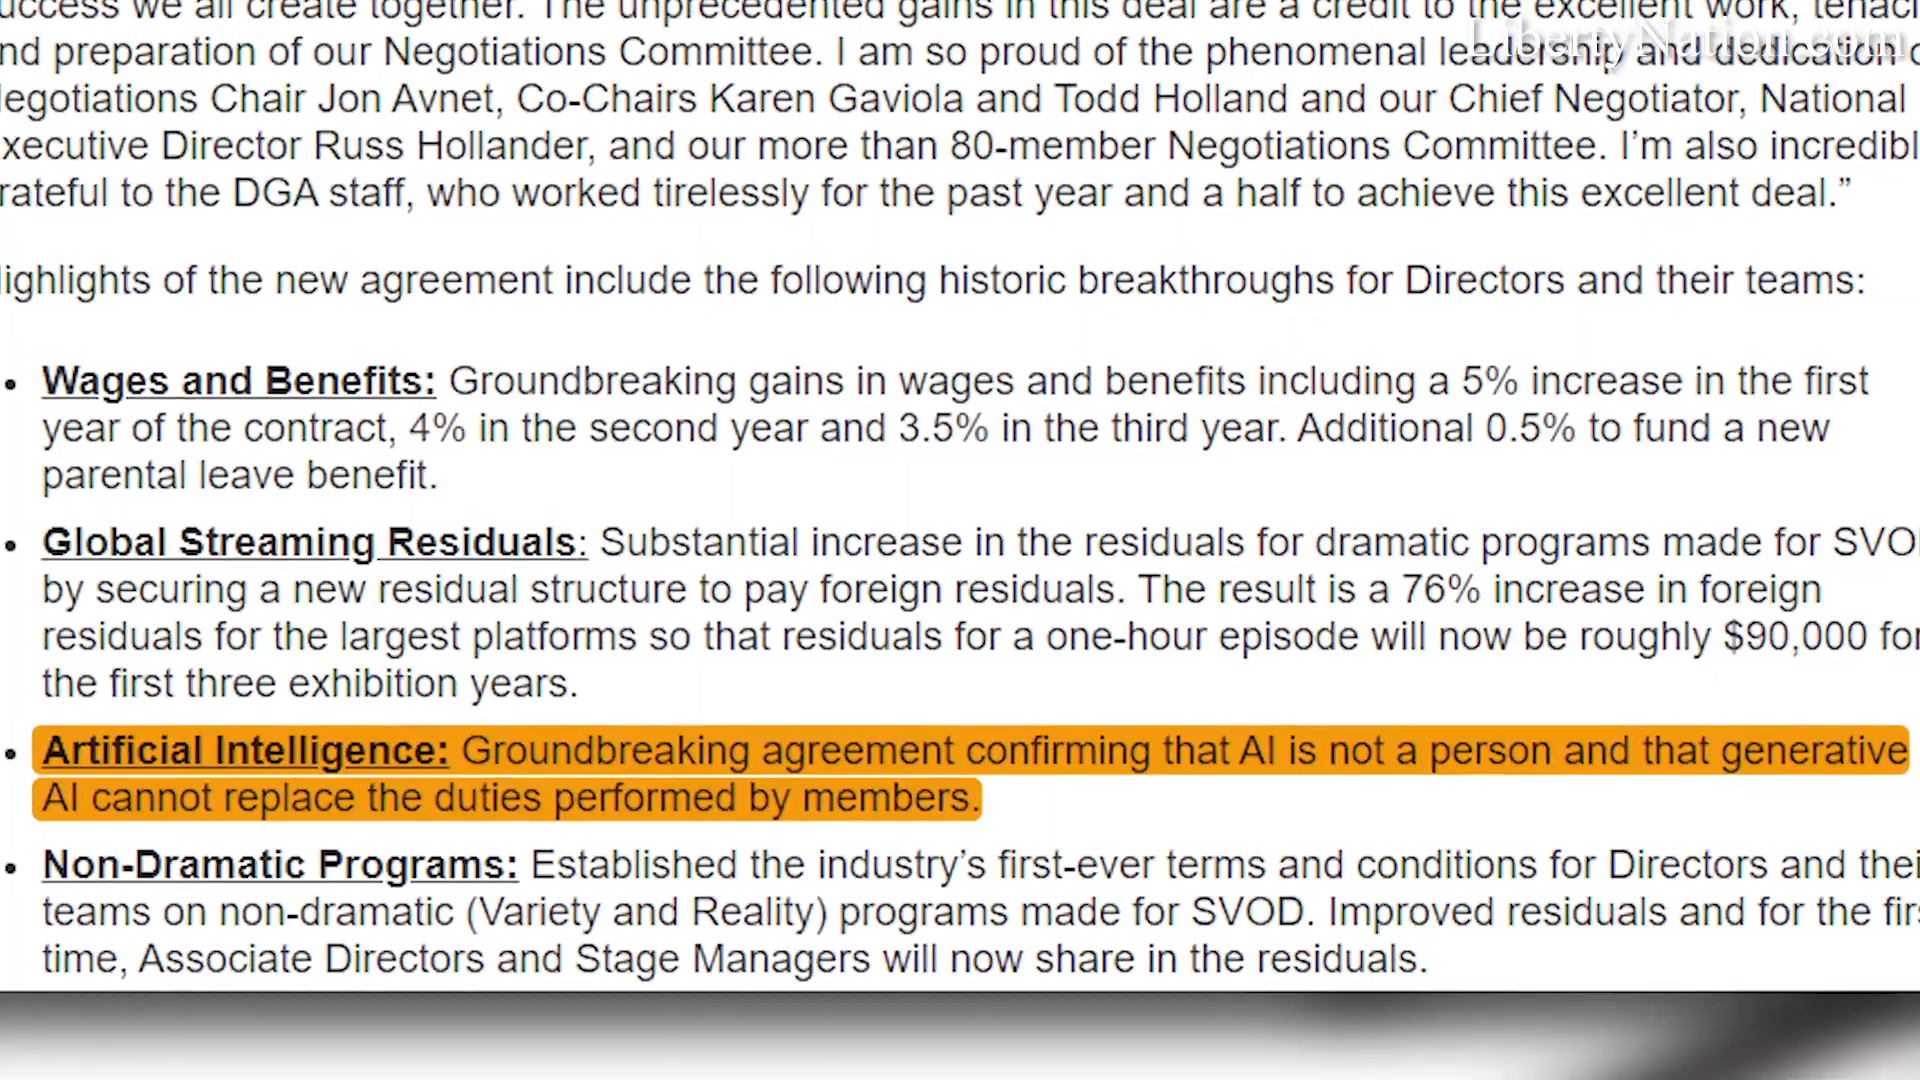 uccess we all create together. The unprecedented gains in this deal are a credit to the excellent work, tenaci
nd preparation of our Negotiations Committee. I am so proud of the phenomenal leadership and dedication o
egotiations Chair Jon Avnet, Co-Chairs Karen Gaviola and Todd Holland and our Chief Negotiator, National
xecutive Director Russ Hollander, and our more than 80-member Negotiations Committee. I’m also incredibl
rateful to the DGA staff, who worked tirelessly for the past year and a half to achieve this excellent deal.”
ighlights of the new agreement include the following historic breakthroughs for Directors and their teams:
• Wages and Benefits: Groundbreaking gains in wages and benefits including a 5% increase in the first
year of the contract, 4% in the second year and 3.5% in the third year. Additional 0.5% to fund a new
parental leave benefit.
• Global Streaming Residuals: Substantial increase in the residuals for dramatic programs made for SVO
by securing a new residual structure to pay foreign residuals. The result is a 76% increase in foreign
residuals for the largest platforms so that residuals for a one-hour episode will now be roughly $90,000 for
the first three exhibition years.
• Artificial Intelligence: Groundbreaking agreement confirming that AI is not a person and that generative
AI cannot replace the duties performed by members.
• Non-Dramatic Programs: Established the industry’s first-ever terms and conditions for Directors and thei
teams on non-dramatic (Variety and Reality) programs made for SVOD. Improved residuals and for the firs
time, Associate Directors and Stage Managers will now share in the residuals.
LibertyNation.com